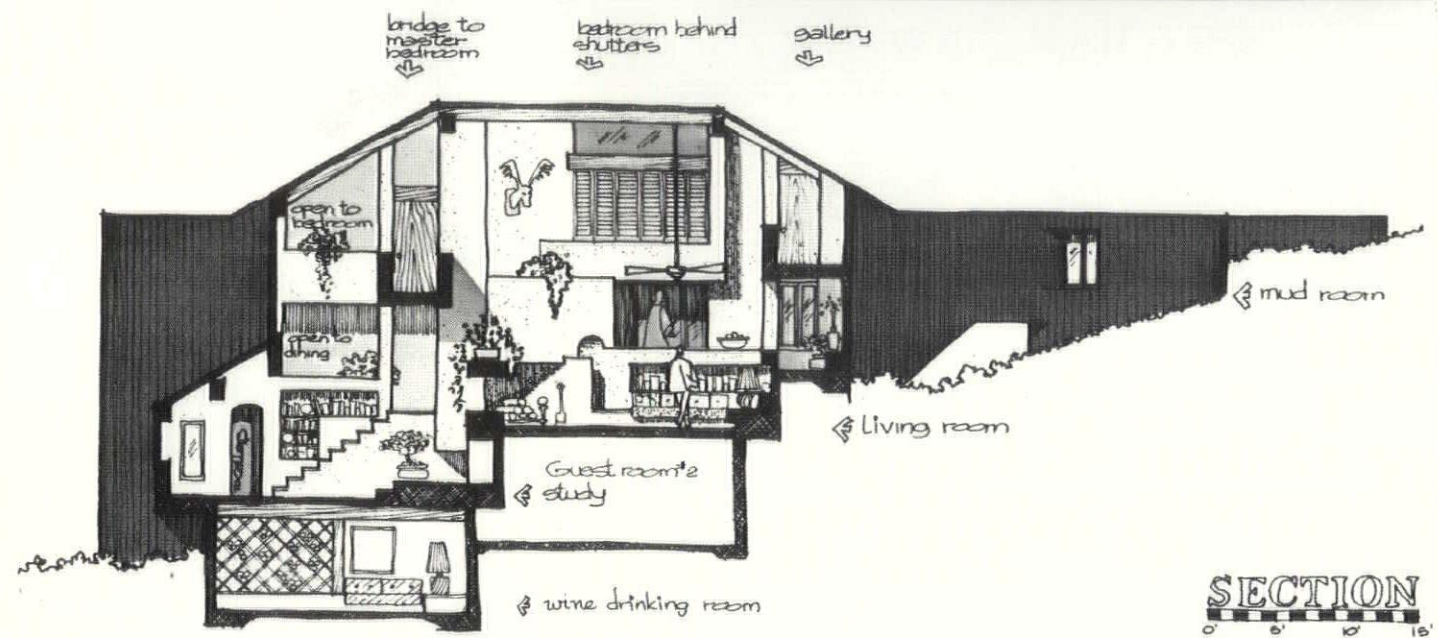 bridge to
master
bedroom
bedroom behind
shutters
gallery
open to
bedroom
open to
dining
mud room
Living room
Guest room #2
study
wine drinking room
SECTION
0' 5' 10' 15'